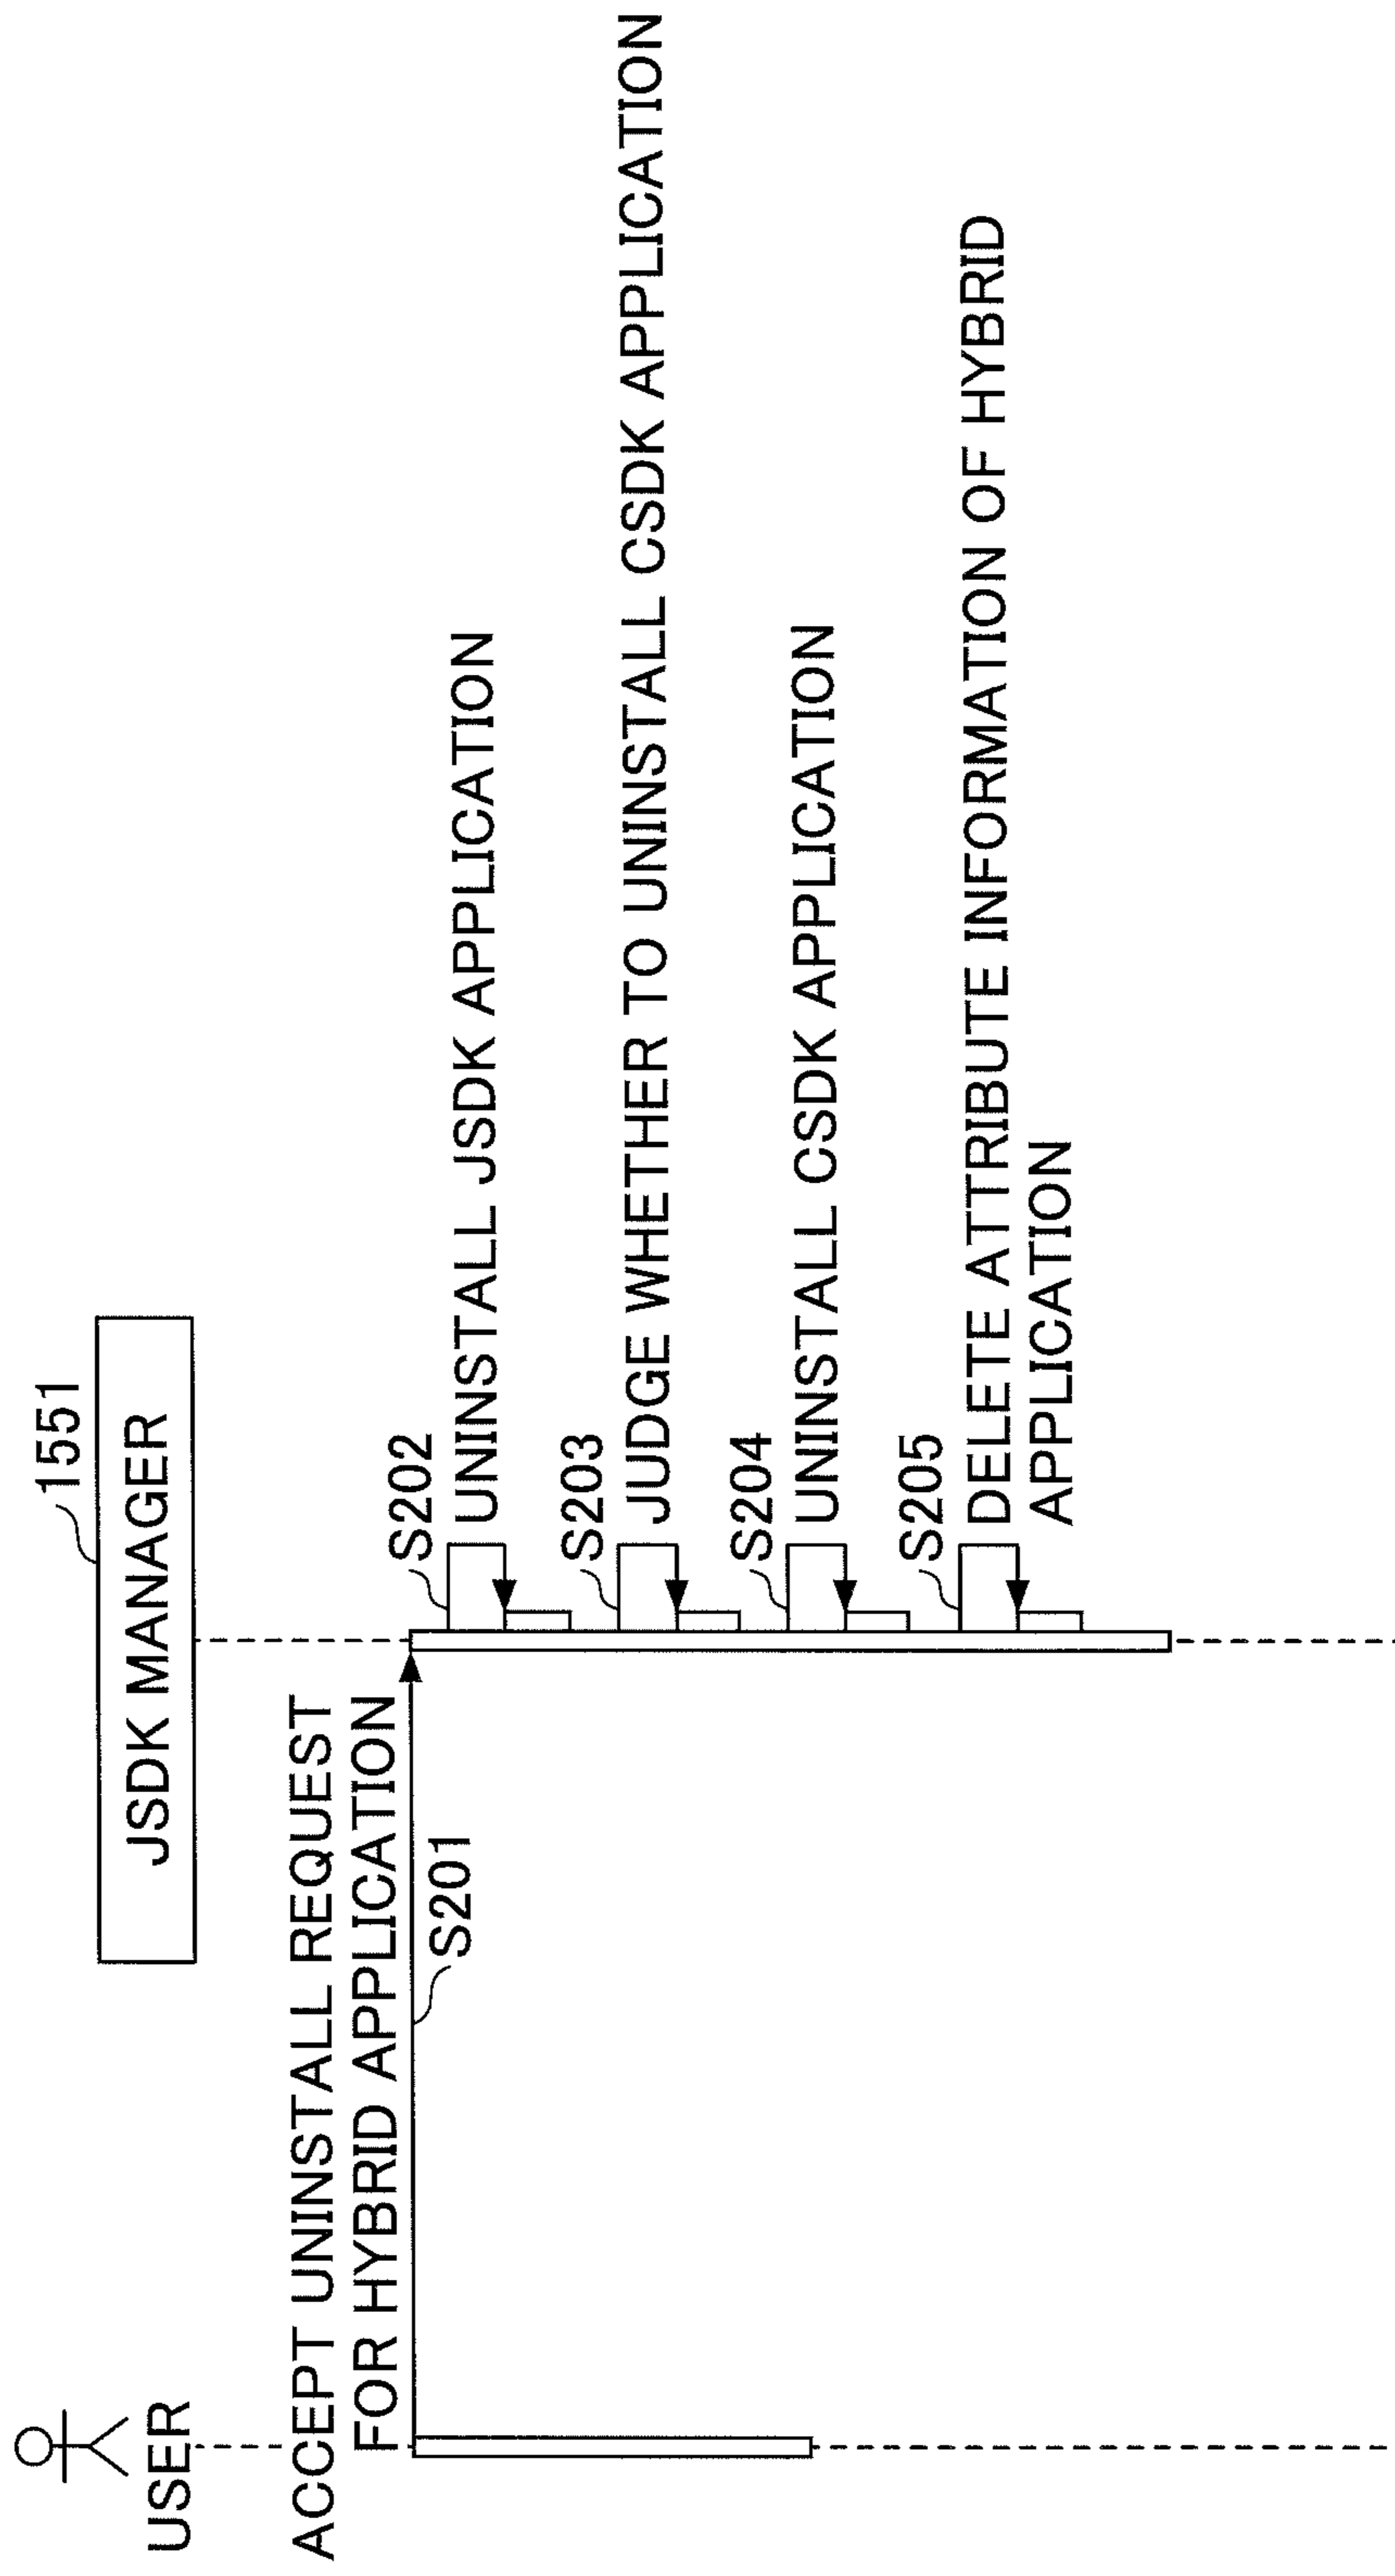 USER
1551
JSDK MANAGER
ACCEPT UNINSTALL REQUEST
FOR HYBRID APPLICATION
S201
S202
UNINSTALL JSDK APPLICATION
S203
JUDGE WHETHER TO UNINSTALL CSDK APPLICATION
S204
UNINSTALL CSDK APPLICATION
S205
DELETE ATTRIBUTE INFORMATION OF HYBRID
APPLICATION